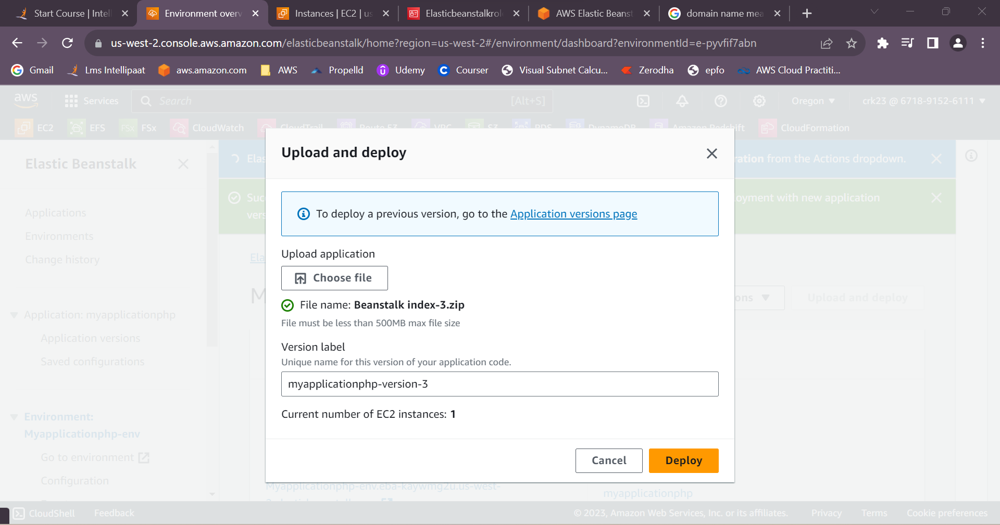 Start Course | Intell
Environment overv
Instances | EC2 | us
Elasticbeanstalkrol
AWS Elastic Beanst
domain name mea
us-west-2.console.aws.amazon.com/elasticbeanstalk/home?region=us-west-2#/environment/dashboard?environmentId=e-pyvfif7abn
Gmail
Lms Intellipaat
aws.amazon.com
AWS
Propelld
Udemy
Courser
Visual Subnet Calcu...
Zerodha
epfo
AWS Cloud Practiti...
aws
Services
Search
[Alt+S]
Oregon
crk23 @ 6718-9152-6111
EC2
EFS
FSx
FSx
CloudWatch
CloudTrail
Route 53
VPC
S3
RDS
DynamoDB
Amazon Redshift
CloudFormation
Elastic Beanstalk
Applications
Environments
Change history
Application: myapplicationphp
Application versions
Saved configurations
Environment:
Myapplicationphp-env
Go to environment
Configuration
Elas
ration from the Actions dropdown.
Suc
loyment with new application
vers
Ela
M
ons
Upload and deploy
Upload and deploy
To deploy a previous version, go to the Application versions page
Upload application
Choose file
File name: Beanstalk index-3.zip
File must be less than 500MB max file size
Version label
Unique name for this version of your application code.
myapplicationphp-version-3
Current number of EC2 instances: 1
Cancel
Deploy
Myapplicationphp-env.eba-kaywmg2u.us-west-
myapplicationphp
CloudShell
Feedback
© 2023, Amazon Web Services, Inc. or its affiliates.
Privacy
Terms
Cookie preferences